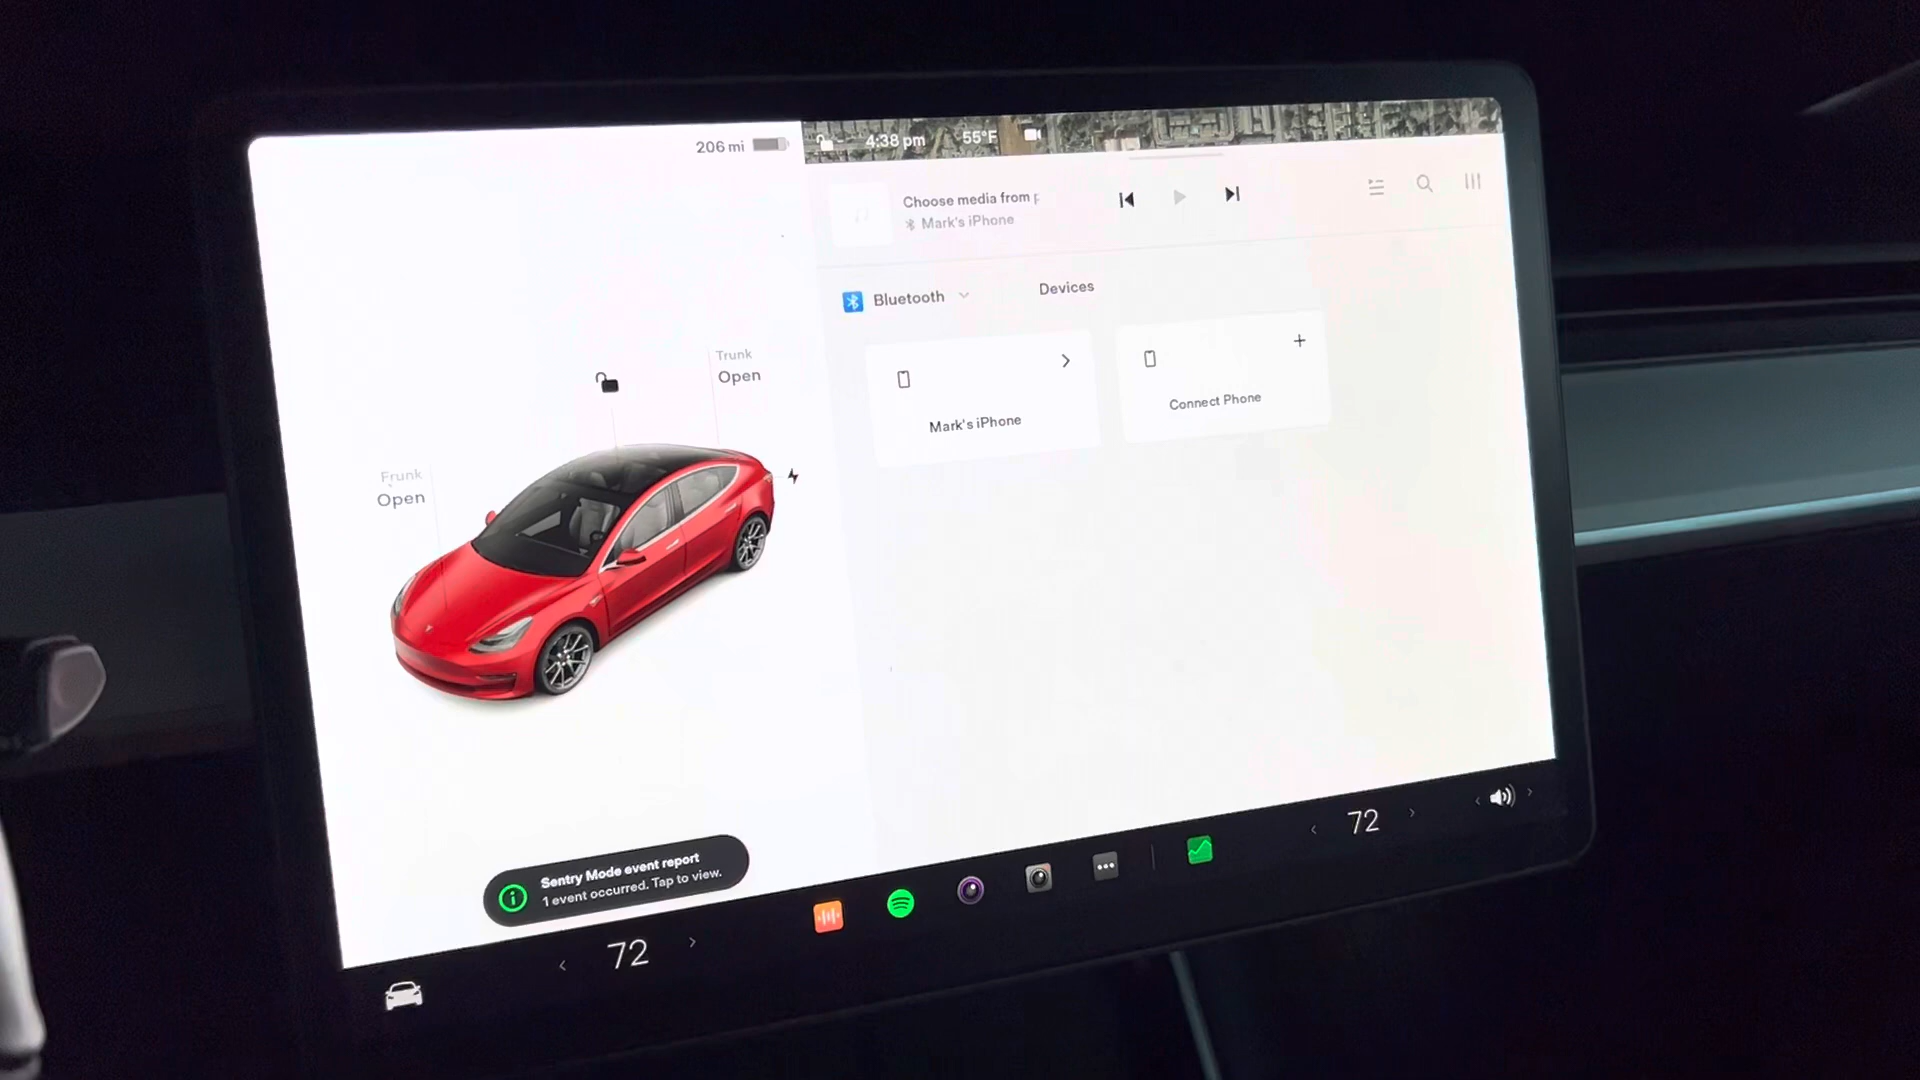 206 mi
4:38 pm
55°F
Choose media from p
Mark's iPhone
Bluetooth
Devices
Mark's iPhone
Connect Phone
Trunk
Open
Frunk
Open
Sentry Mode event report
1 event occurred. Tap to view.
72
72